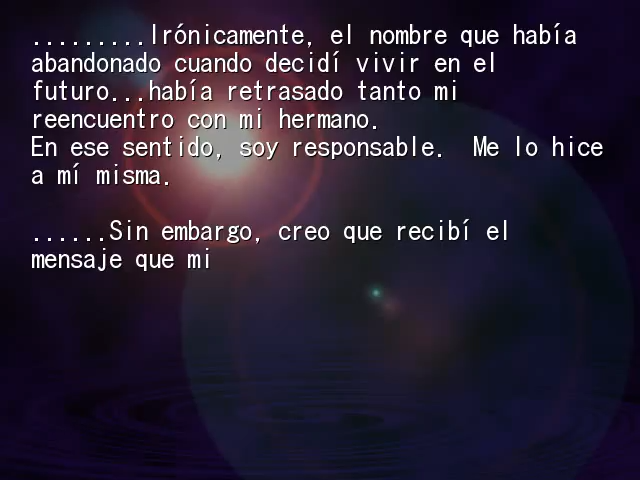 .........Irónicamente, el nombre que había
abandonado cuando decidí vivir en el
futuro...había retrasado tanto mi
reencuentro con mi hermano.
En ese sentido, soy responsable.  Me lo hice
a mí misma.
......Sin embargo, creo que recibí el
mensaje que mi